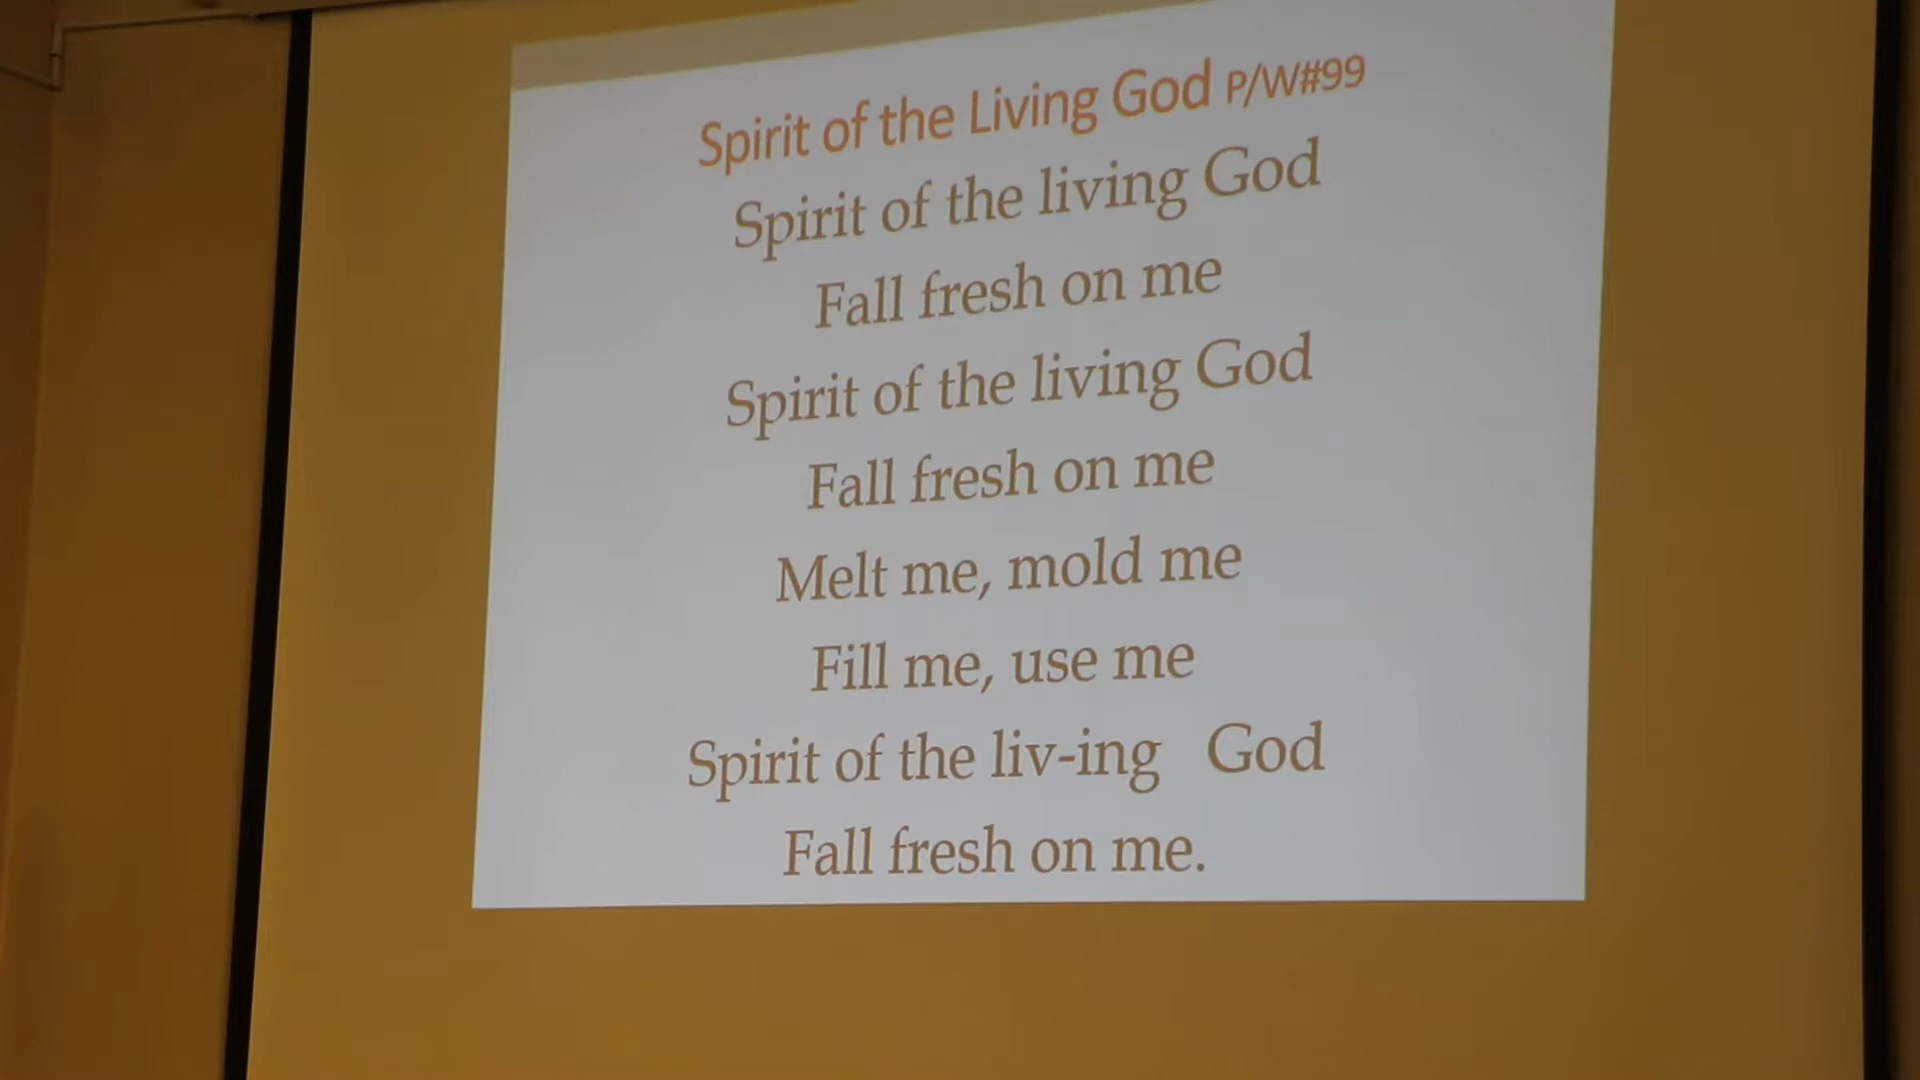 Spirit of the Living God P/W#99
Spirit of the living God
Fall fresh on me
Spirit of the living God
Fall fresh on me
Melt me, mold me
Fill me, use me
Spirit of the liv-ing God
Fall fresh on me.